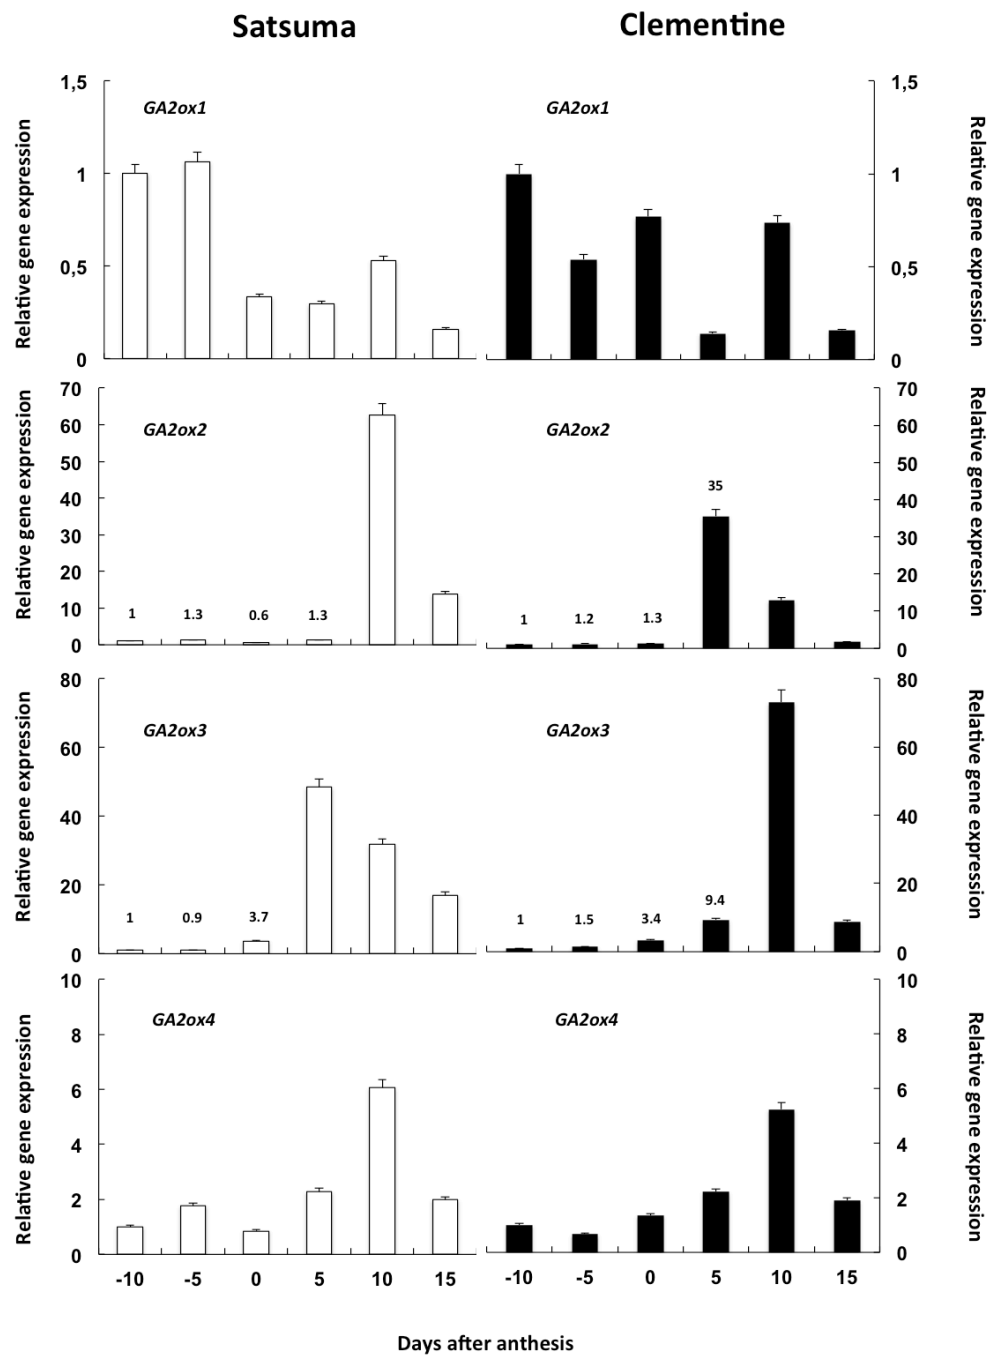 Satsuma Clementine
1,5 1,5
GA2ox1 GA2ox1
Relative gene expression Relative gene expression
1 1
0,5 0,5
0 0
70 70
GA2ox2 GA2ox2
Relative gene expression Relative gene expression
60 60
50 50
35
40 40
30 30
20 20
1 1.3 0.6 1.3 1 1.2 1.3
10 10
0 0
80 80
GA2ox3 GA2ox3
Relative gene expression Relative gene expression
60 60
40 40
20 20
1 0.9 3.7 1 1.5 3.4 9.4
0 0
10 10
GA2ox4 GA2ox4
Relative gene expression Relative gene expression
8 8
6 6
4 4
2 2
0 0
-10 -5 0 5 10 15 -10 -5 0 5 10 15
Days after anthesis